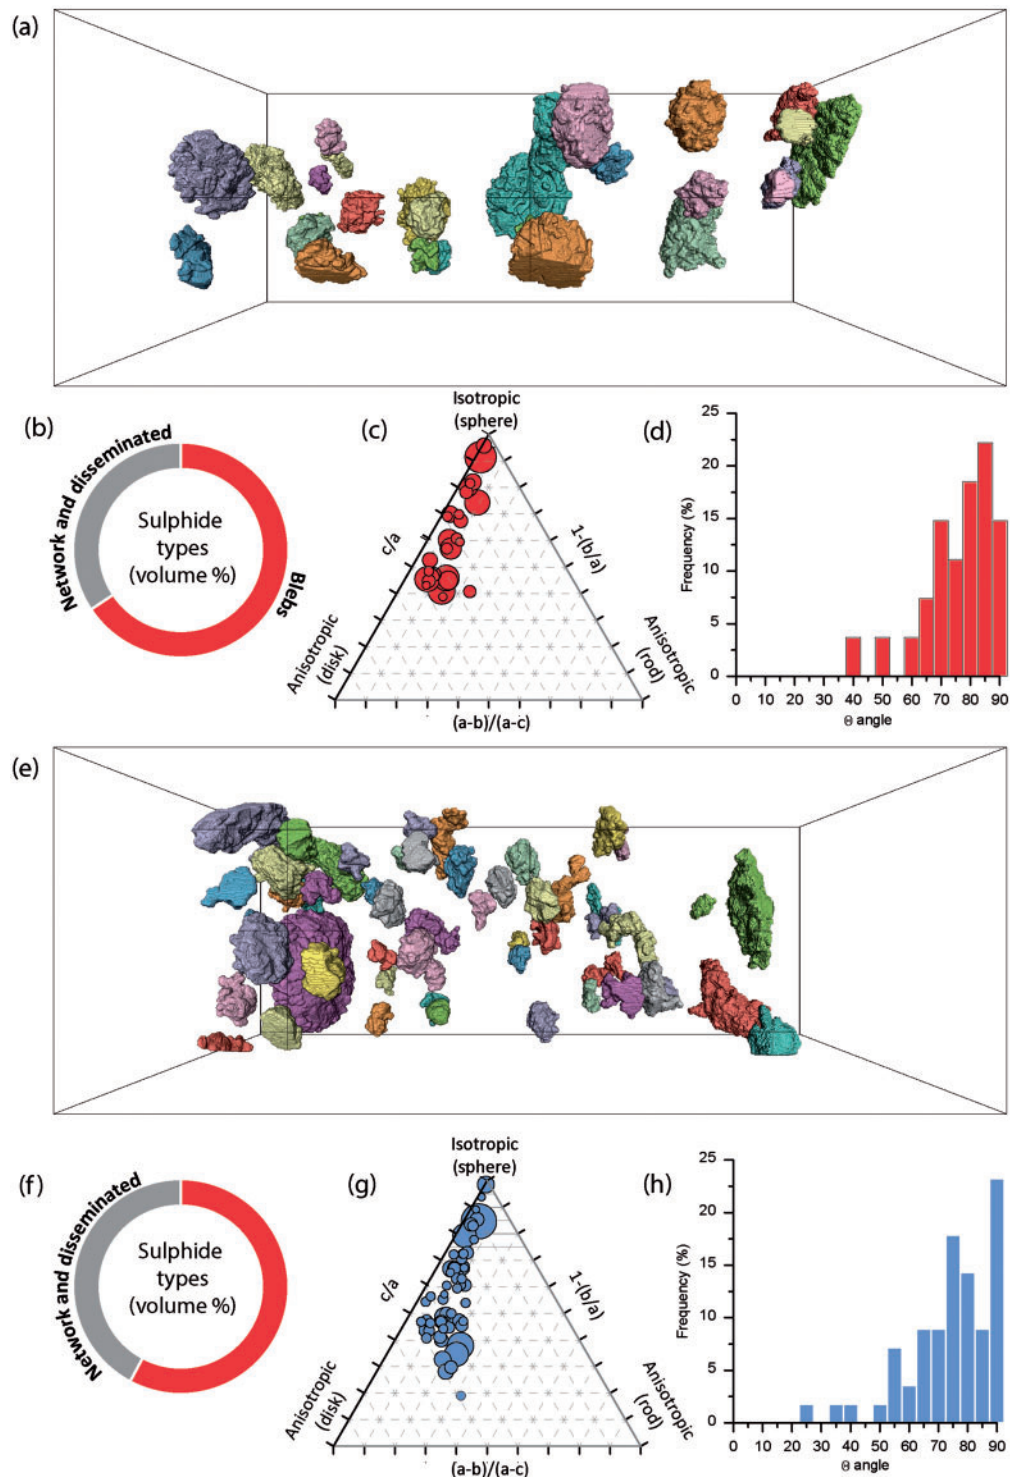 (a)
(b)
Network and disseminated
Sulphide
types
(volume %)
Blebs
(c)
Isotropic
(sphere)
c/a
1-(b/a)
Anisotropic
(disk)
Anisotropic
(rod)
(a-b)/(a-c)
(d)
Frequency (%)
25
20
15
10
5
0
0 10 20 30 40 50 60 70 80 90
Θ angle
(e)
(f)
Network and disseminated
Sulphide
types
(volume %)
(g)
Isotropic
(sphere)
c/a
1-(b/a)
Anisotropic
(disk)
Anisotropic
(rod)
(a-b)/(a-c)
(h)
Frequency (%)
25
20
15
10
5
0
0 10 20 30 40 50 60 70 80 90
Θ angle